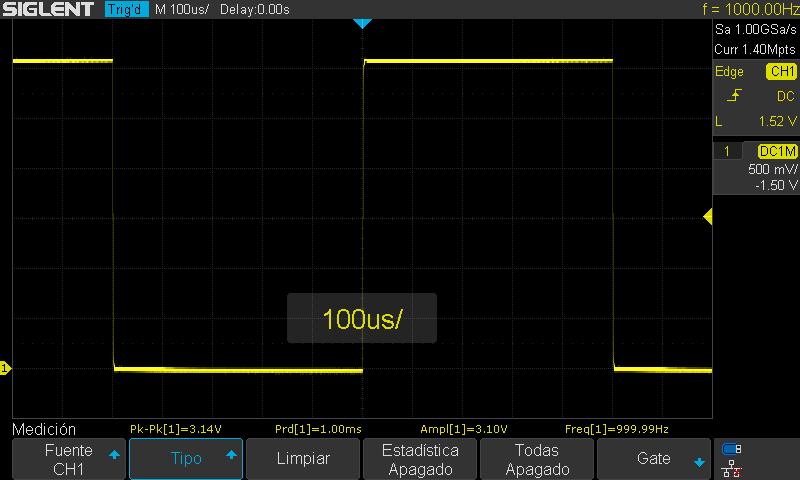 SIGLENT Trig'd M 100us/ Delay:0.00s f = 1000.00Hz
Sa 1.00GSa/s
Curr 1.40Mpts
Edge CH1
DC
L 1.52 V
1 DC1M
500 mV/
-1.50 V
100us/
1
Medición Pk-Pk[1]=3.14V Prd[1]=1.00ms Ampl[1]=3.10V Freq[1]=999.99Hz
Fuente
CH1
Tipo
Limpiar
Estadística
Apagado
Todas
Apagado
Gate